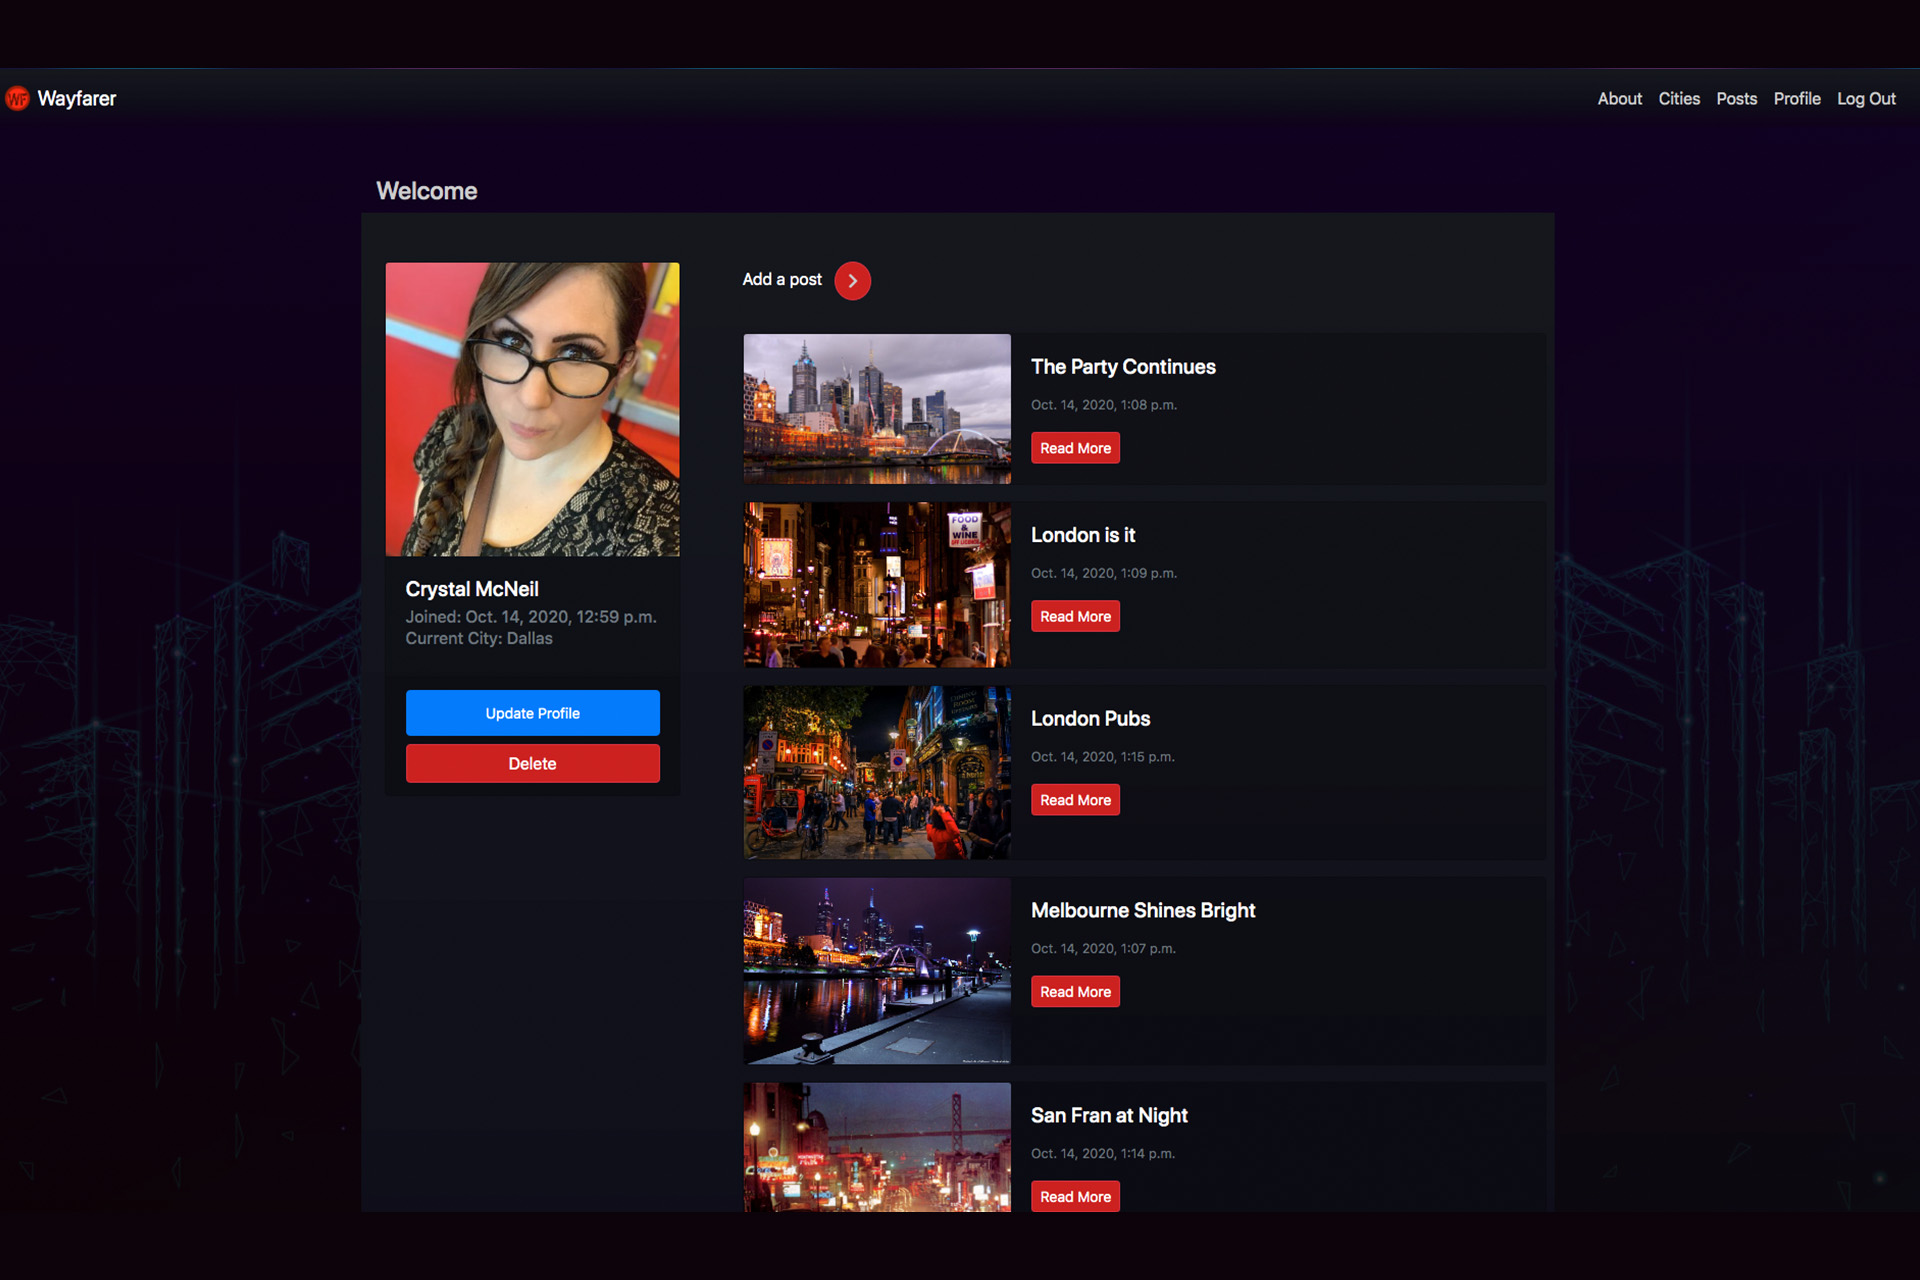 WF Wayfarer
About Cities Posts Profile Log Out
Welcome
Crystal McNeil
Joined: Oct. 14, 2020, 12:59 p.m.
Current City: Dallas
Update Profile
Delete
Add a post
The Party Continues
Oct. 14, 2020, 1:08 p.m.
Read More
FOOD
&
WINE
OFF LICENCE
London is it
Oct. 14, 2020, 1:09 p.m.
Read More
DINING
ROOM
London Pubs
Oct. 14, 2020, 1:15 p.m.
Read More
Melbourne Shines Bright
Oct. 14, 2020, 1:07 p.m.
Read More
San Fran at Night
Oct. 14, 2020, 1:14 p.m.
Read More